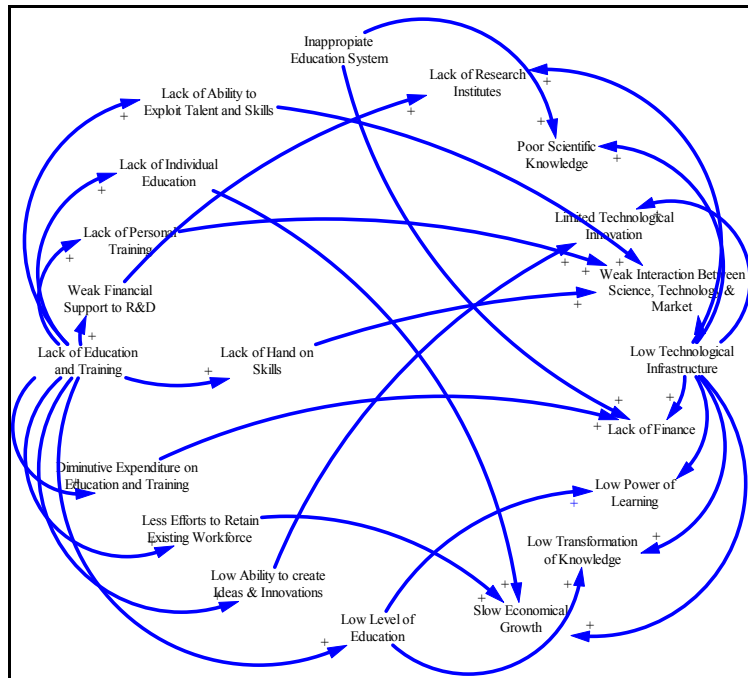 Inappropiate
Education System
Lack of Research
Institutes
Lack of Ability to
Exploit Talent and Skills
Poor Scientific
Knowledge
Lack of Individual
Education
Limited Technological
Innovation
Lack of Personal
Training
Weak Interaction Between
Science, Technology &
Market
Weak Financial
Support to R&D
Lack of Education
and Training
Lack of Hand on
Skills
Low Technological
Infrastructure
Lack of Finance
Diminutive Expenditure on
Education and Training
Low Power of
Learning
Less Efforts to Retain
Existing Workforce
Low Transformation
of Knowledge
Low Ability to create
Ideas & Innovations
Slow Economical
Growth
Low Level of
Education